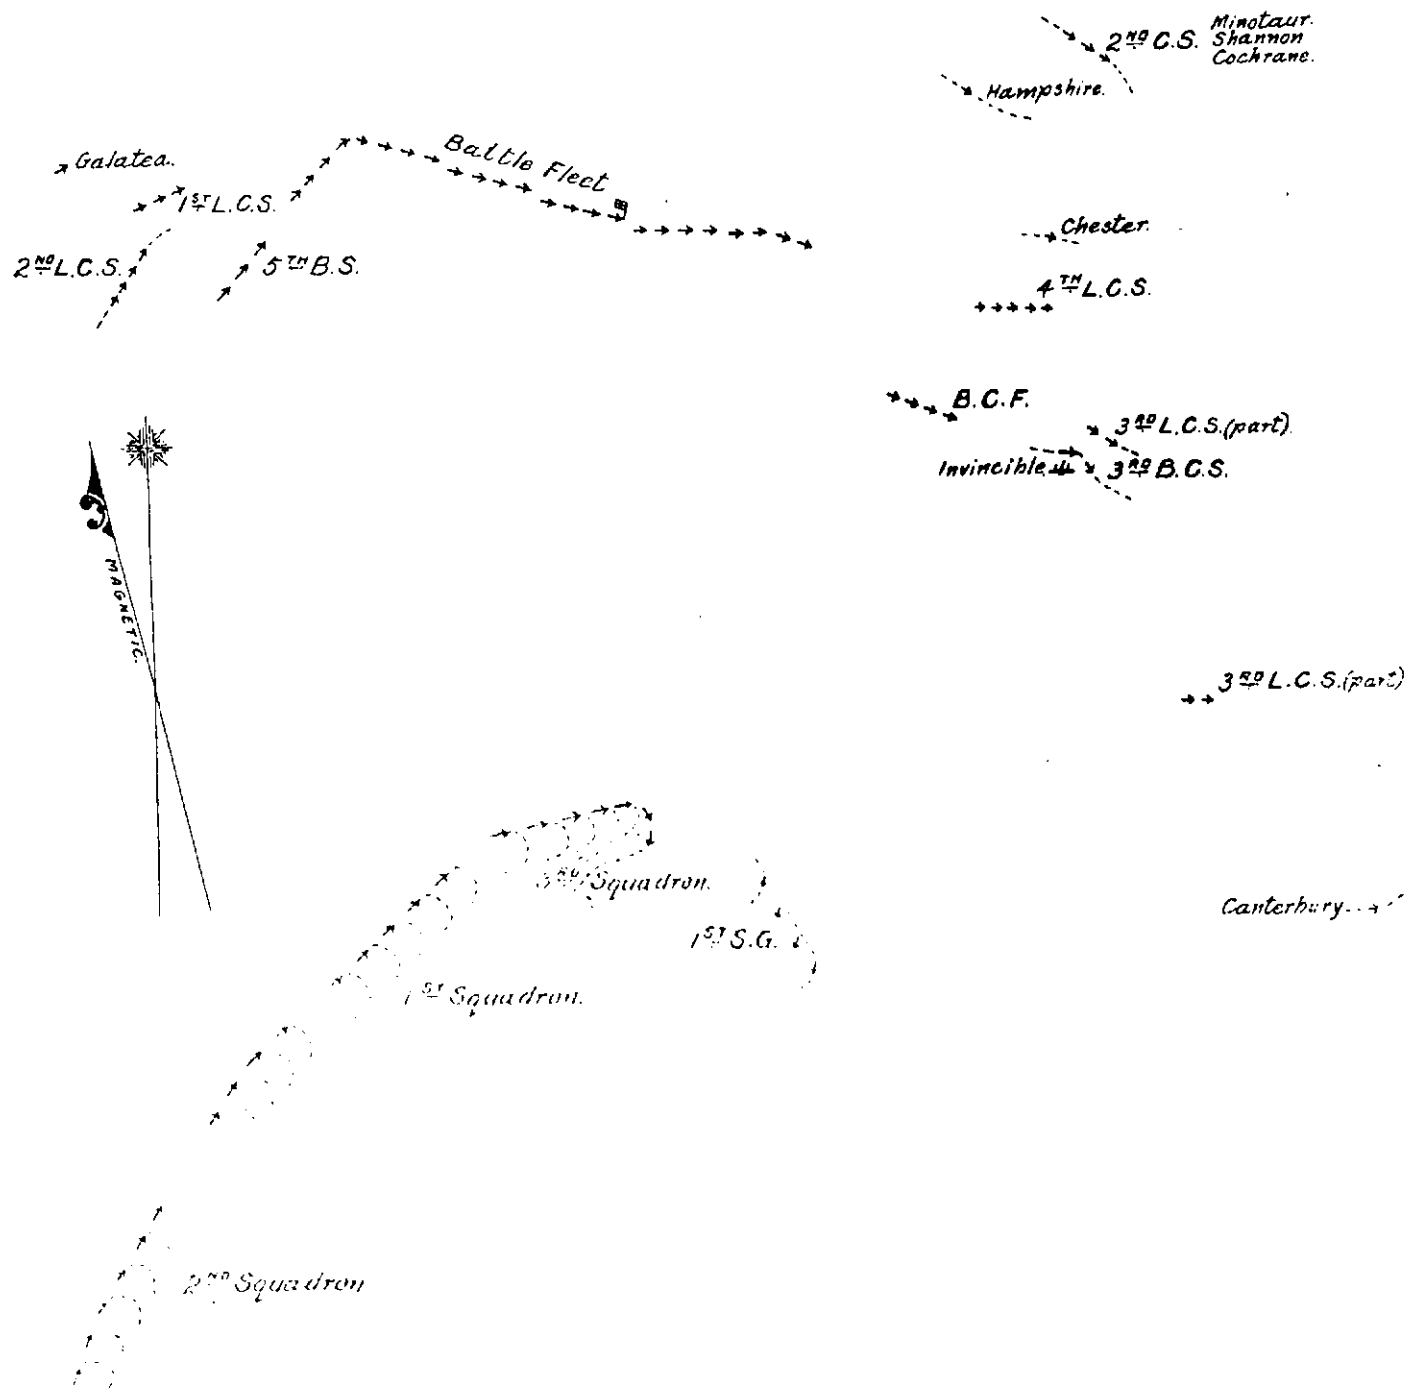 Minotaur.
2ND C.S. Shannon
Cochrane.
Hampshire.
Galatea.
Battle Fleet
1ST L.C.S.
2ND L.C.S.
5TH B.S.
Chester.
4TH L.C.S.
B.C.F.
3RD L.C.S.(part).
Invincible
3RD B.C.S.
MAGNETIC.
3RD L.C.S.(part)
3RD Squadron.
Canterbury
1ST S.G.
1ST Squadron.
2ND Squadron